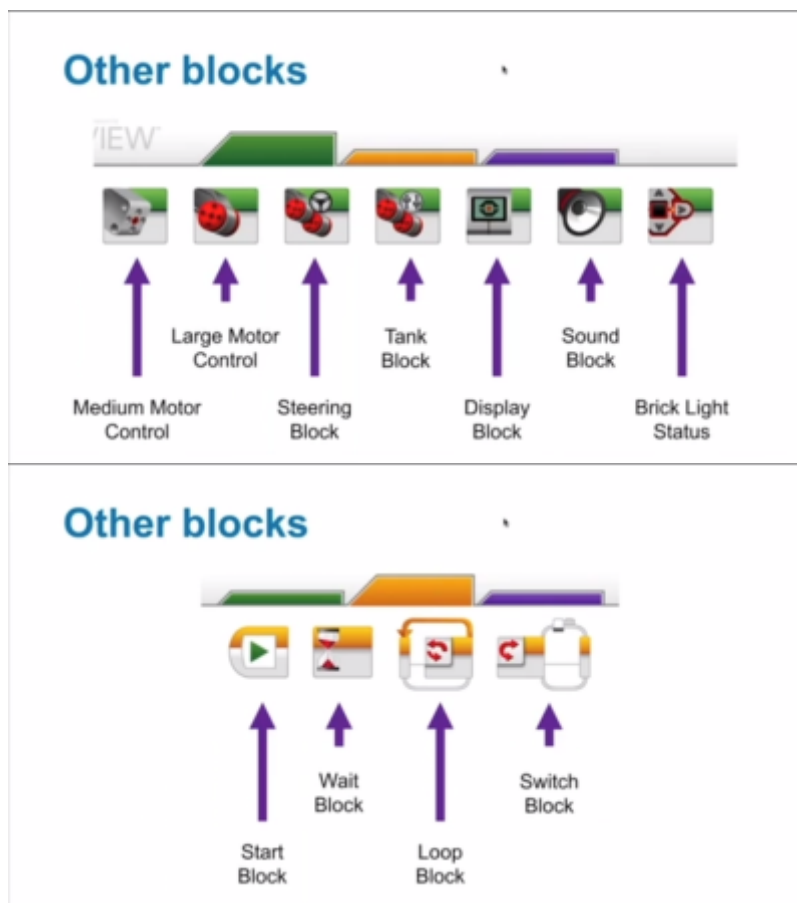 Other blocks
VIEW
Large Motor
Control
Tank
Block
Sound
Block
Medium Motor
Control
Steering
Block
Display
Block
Brick Light
Status
Other blocks
Wait
Block
Switch
Block
Start
Block
Loop
Block